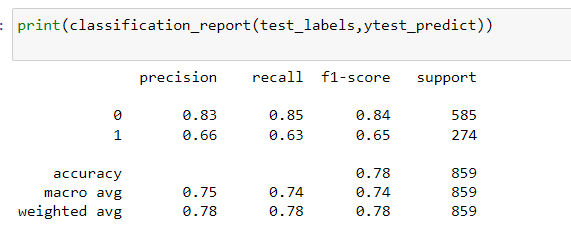 : print(classification_report(test_labels,ytest_predict))
precision recall f1-score support
0 0.83 0.85 0.84 585
1 0.66 0.63 0.65 274
accuracy 0.78 859
macro avg 0.75 0.74 0.74 859
weighted avg 0.78 0.78 0.78 859